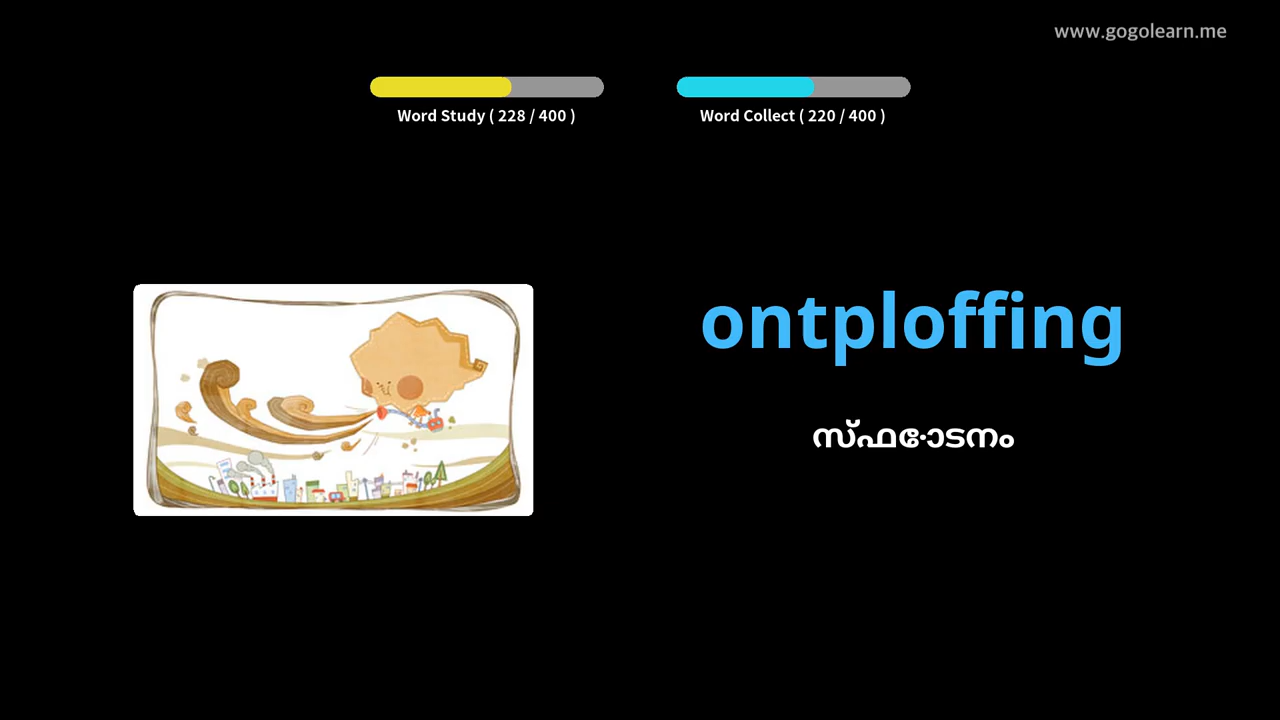 www.gogolearn.me
Word Study ( 228 / 400 )
Word Collect ( 220 / 400 )
ontploffing
സ്ഫോടനം